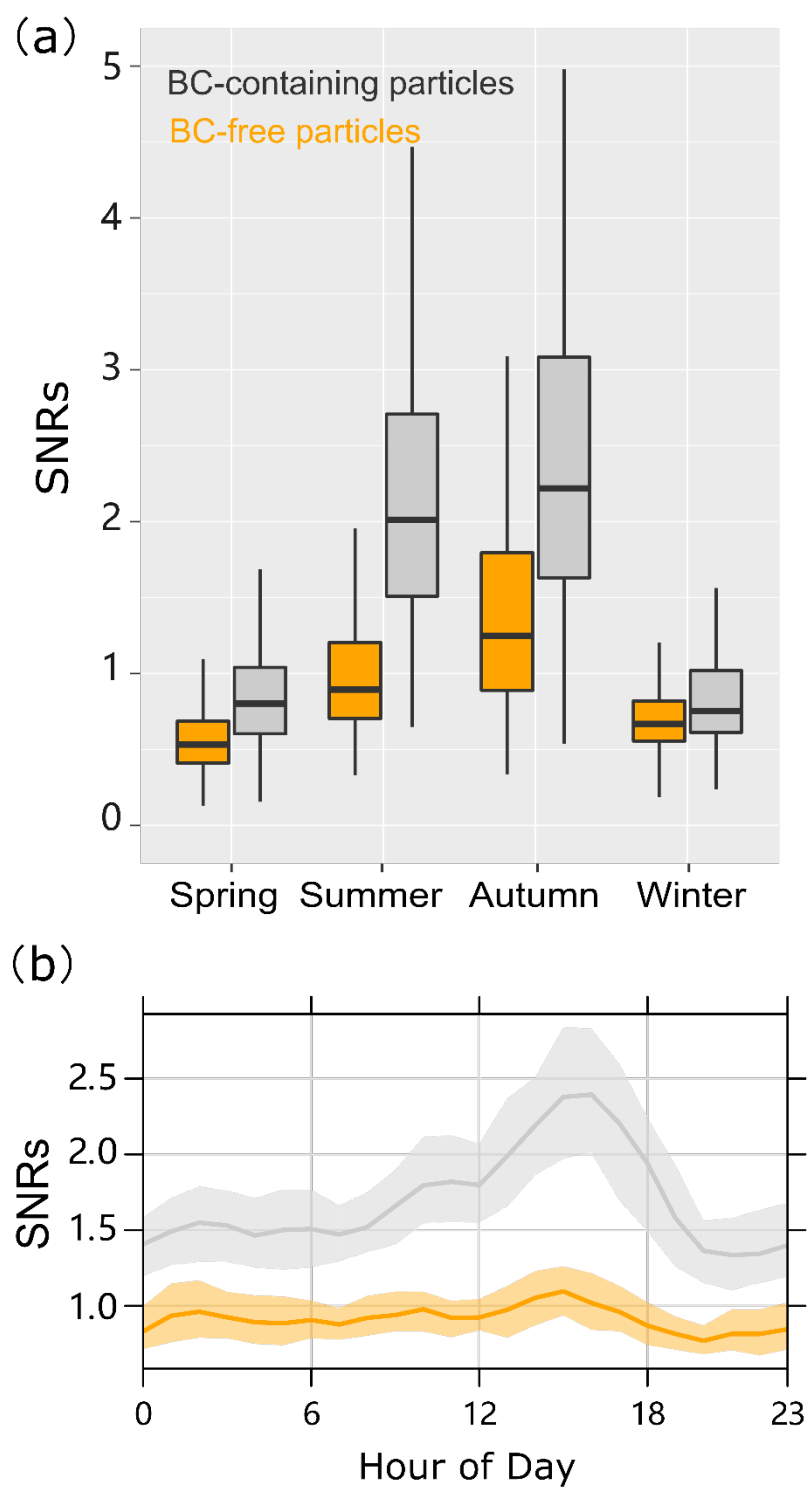 (a)
BC-containing particles
BC-free particles
5
4
3
2
1
0
SNRs
Spring Summer Autumn Winter
(b)
2.5
2.0
1.5
1.0
SNRs
0 6 12 18 23
Hour of Day